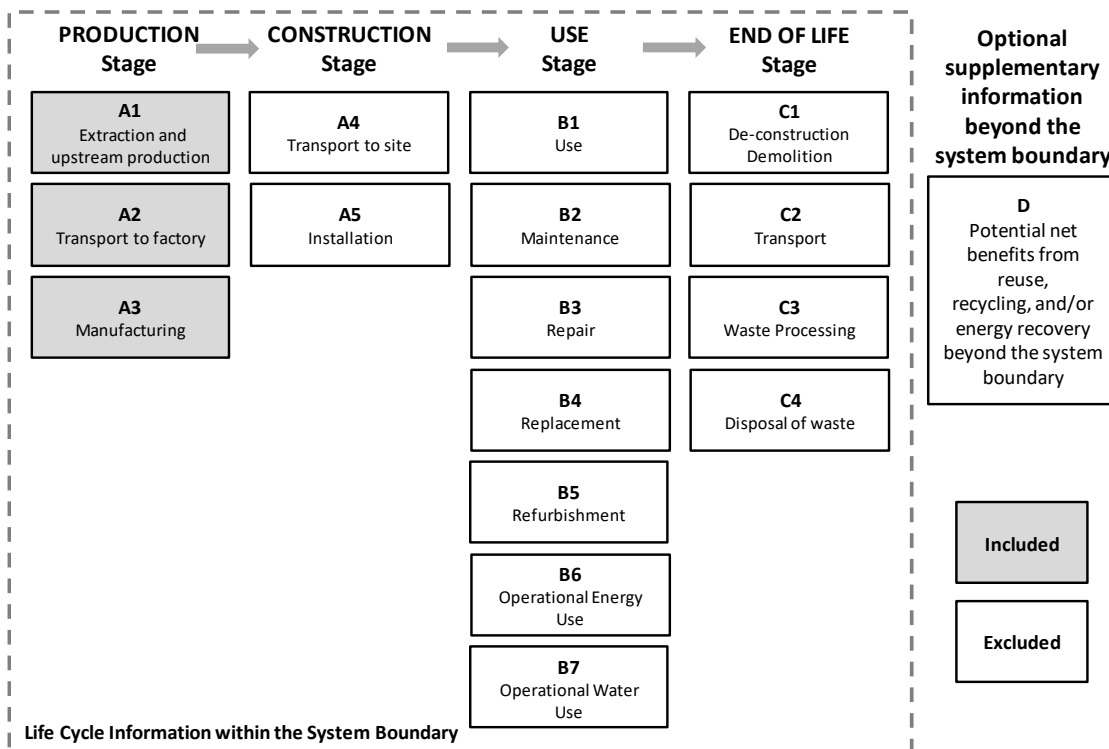 PRODUCTION
Stage
CONSTRUCTION
Stage
USE
Stage
END OF LIFE
Stage
A1
Extraction and
upstream production
A2
Transport to factory
A3
Manufacturing
A4
Transport to site
A5
Installation
B1
Use
B2
Maintenance
B3
Repair
B4
Replacement
B5
Refurbishment
B6
Operational Energy
Use
B7
Operational Water
Use
C1
De-construction
Demolition
C2
Transport
C3
Waste Processing
C4
Disposal of waste
Life Cycle Information within the System Boundary
Optional
supplementary
information
beyond the
system boundary
D
Potential net
benefits from
reuse,
recycling, and/or
energy recovery
beyond the system
boundary
Included
Excluded